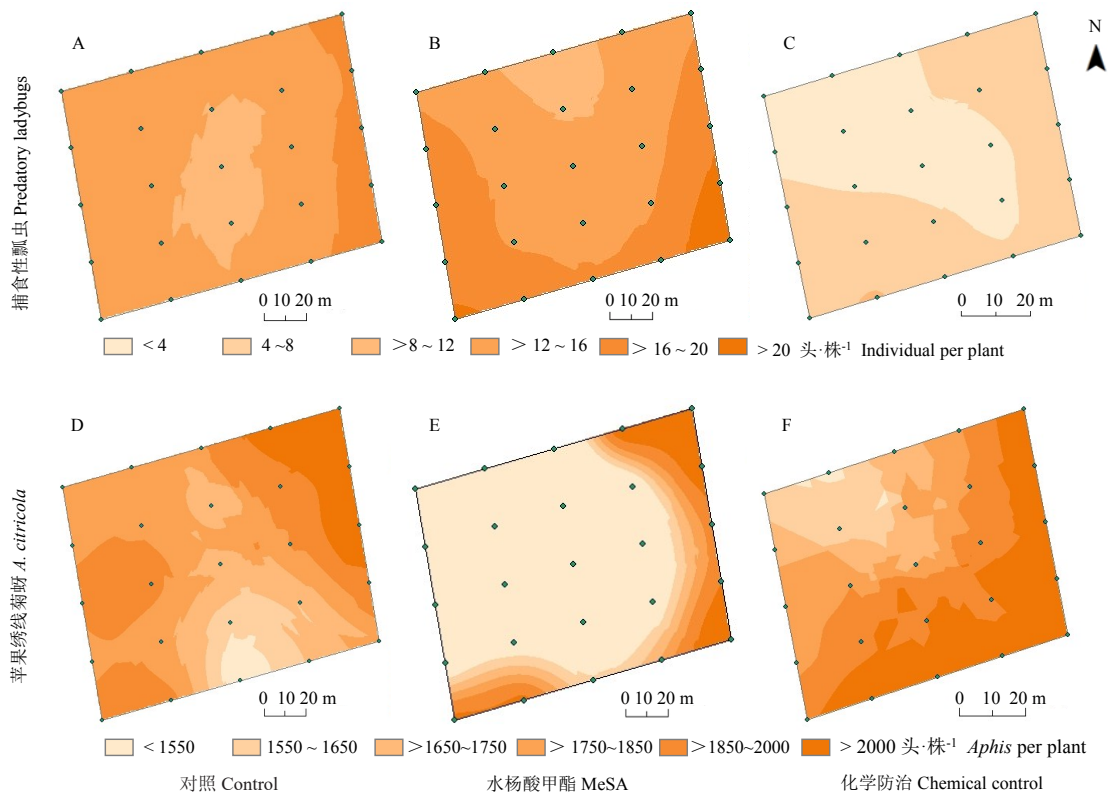 A
B
C
N
捕食性瓢虫 Predatory ladybugs
0 10 20 m
0 10 20 m
0 10 20 m
< 4
4 ~8
>8 ~ 12
> 12 ~ 16
> 16 ~ 20
> 20 头·株-1 Individual per plant
D
E
F
苹果绣线菊蚜 A. citricola
0 10 20 m
0 10 20 m
0 10 20 m
< 1550
1550 ~ 1650
>1650~1750
> 1750~1850
>1850~2000
> 2000 头·株-1 Aphis per plant
对照 Control
水杨酸甲酯 MeSA
化学防治 Chemical control